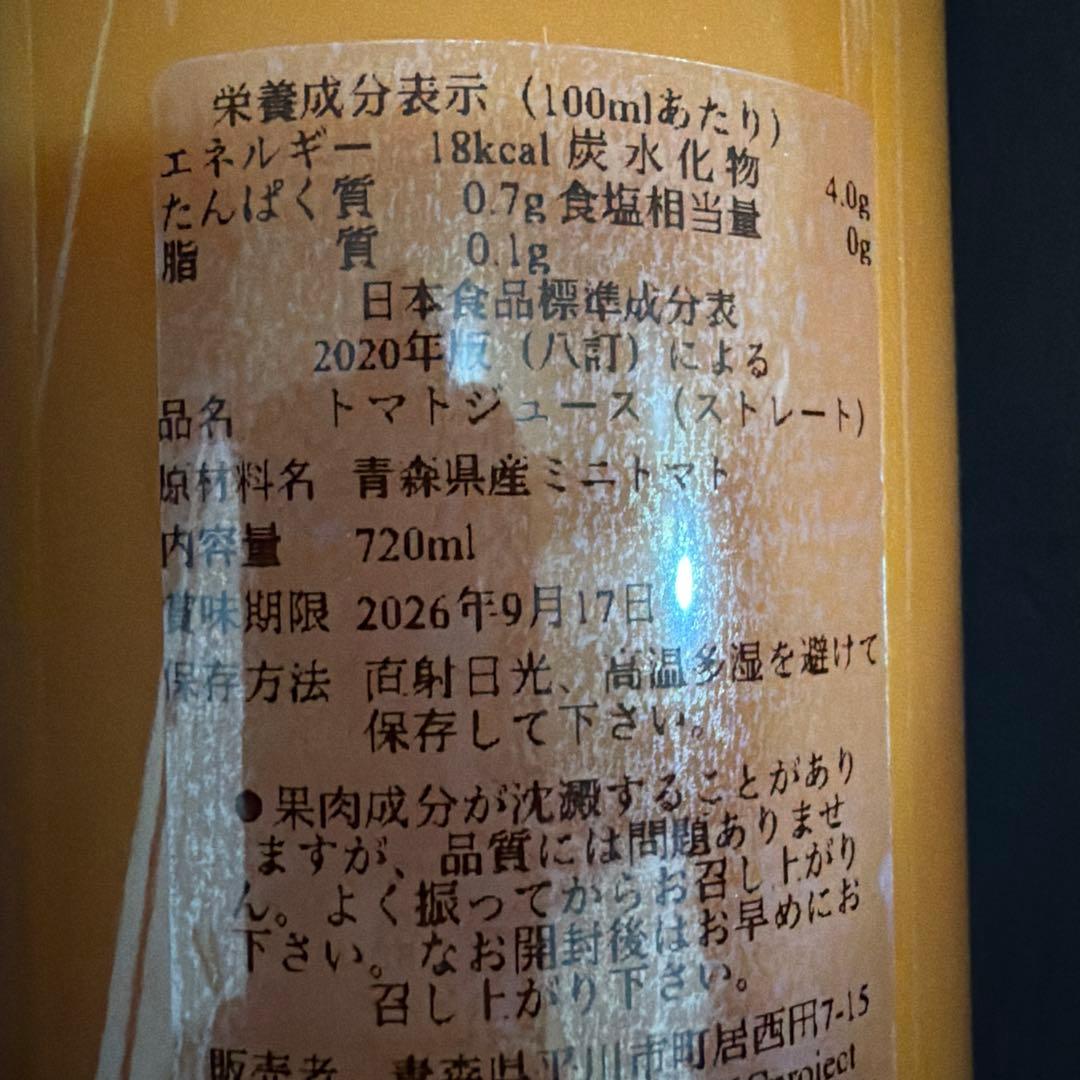 栄養成分表示（100mlあたり）
エネルギー 18kcal 炭水化物 4.0g
たんぱく質 0.7g 食塩相当量 0g
脂質 0.1g
日本食品標準成分表
2020年版（八訂）による
品名 トマトジュース（ストレート）
原材料名 青森県産ミニトマト
内容量 720ml
賞味期限 2026年9月17日
保存方法 直射日光、高温多湿を避けて
保存して下さい。
●果肉成分が沈澱することがあり
ますが、品質には問題ありませ
ん。よく振ってからお召し上がり
下さい。なお開封後はお早めにお
召し上がり下さい。
販売者 青森県平川市町居西田7-15